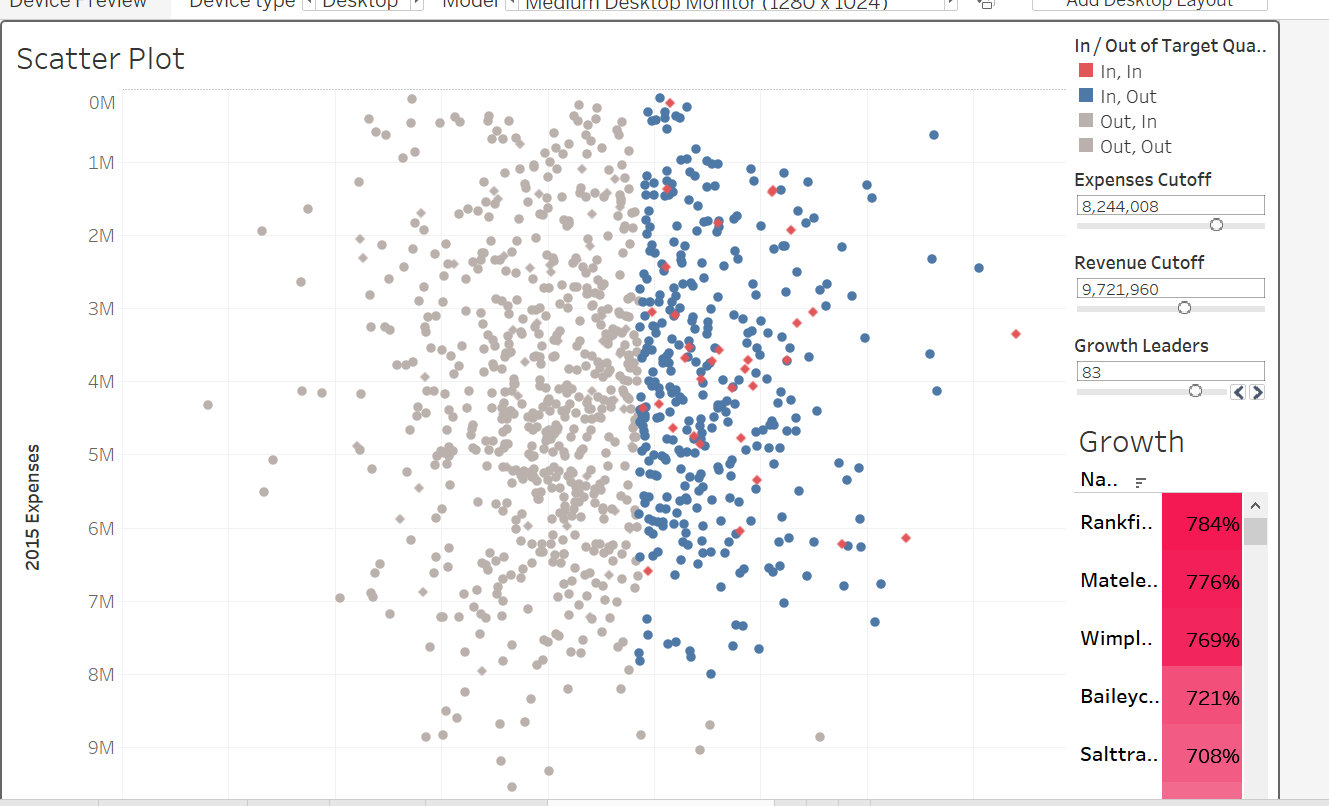 Device Preview Device type Desktop Model Medium Desktop Monitor (1280 x 1024) Add Desktop Layout
Scatter Plot
0M
1M
2M
3M
4M
5M
6M
7M
8M
9M
2015 Expenses
In / Out of Target Qua..
In, In
In, Out
Out, In
Out, Out
Expenses Cutoff
8,244,008
Revenue Cutoff
9,721,960
Growth Leaders
83
Growth
Na..
Rankfi.. 784%
Matele.. 776%
Wimpl.. 769%
Baileyc.. 721%
Salttra.. 708%